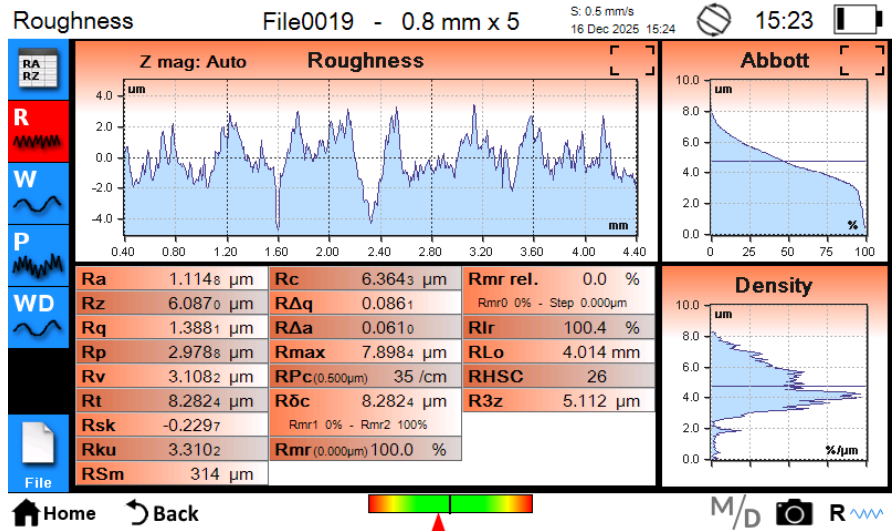 Roughness File0019 - 0.8 mm x 5 S: 0.5 mm/s 15:23
16 Dec 2025 15:24
RA
RZ
R
W
P
WD
File
Z mag: Auto Roughness
µm
4.0
2.0
0.0
-2.0
-4.0
mm
0.40 0.80 1.20 1.60 2.00 2.40 2.80 3.20 3.60 4.00 4.40
Abbott
10.0
µm
8.0
6.0
4.0
2.0
0.0
%
0 25 50 75 100
Ra 1.1148 µm
Rz 6.0870 µm
Rq 1.3881 µm
Rp 2.9788 µm
Rv 3.1082 µm
Rt 8.2824 µm
Rsk -0.2297
Rku 3.3102
RSm 314 µm
Rc 6.3643 µm
RΔq 0.0861
RΔa 0.0610
Rmax 7.8984 µm
RPc(0.500µm) 35 /cm
Rδc 8.2824 µm
Rmr1 0% - Rmr2 100%
Rmr(0.000µm) 100.0 %
Rmr rel. 0.0 %
Rmr0 0% - Step 0.000µm
Rlr 100.4 %
RLo 4.014 mm
RHSC 26
R3z 5.112 µm
Density
10.0
µm
8.0
6.0
4.0
2.0
0.0
%/µm
Home Back M/D R